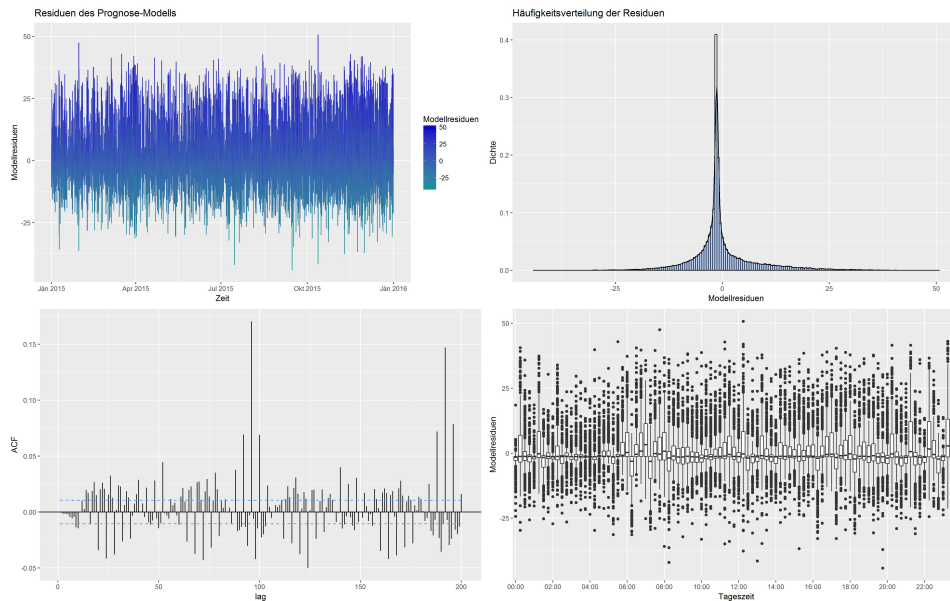 Residuen des Prognose-Modells
50
25
0
-25
Modellresiduen
Jän 2015
Apr 2015
Jul 2015
Okt 2015
Jän 2016
Zeit
Modellresiduen
50
25
0
-25
Häufigkeitsverteilung der Residuen
0.4
0.3
0.2
0.1
0.0
Dichte
-25
0
25
50
Modellresiduen
0.15
0.10
0.05
0.00
-0.05
ACF
0
50
100
150
200
lag
50
25
0
-25
Modellresiduen
00:00
02:00
04:00
06:00
08:00
10:00
12:00
14:00
16:00
18:00
20:00
22:00
Tageszeit